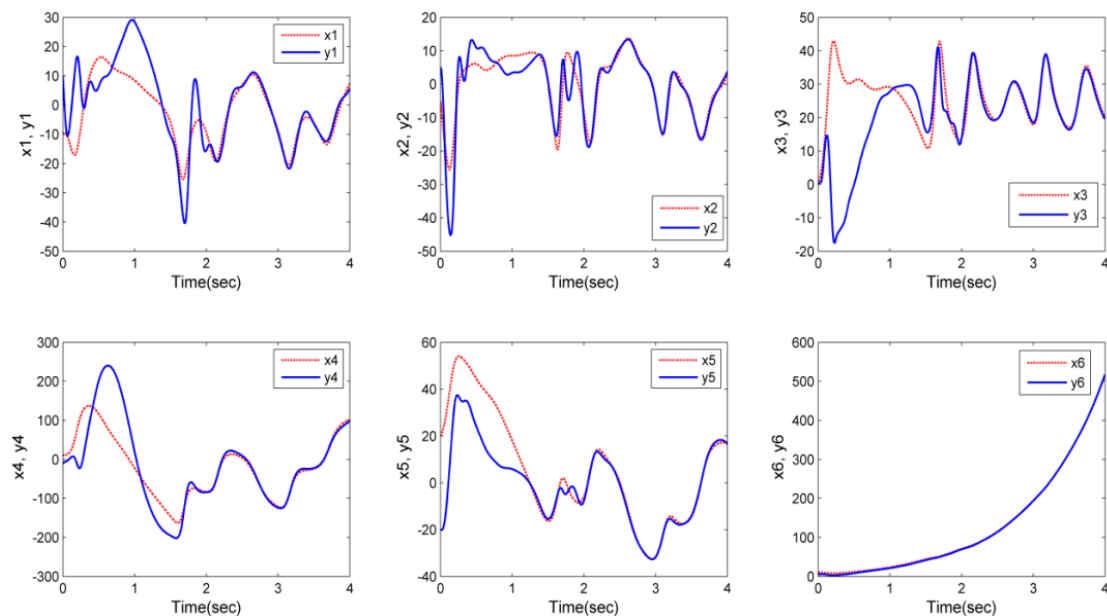 30
20
10
0
-10
-20
-30
-40
-50
x1, y1
x1
y1
0 1 2 3 4
Time(sec)
20
10
0
-10
-20
-30
-40
-50
x2, y2
x2
y2
0 1 2 3 4
Time(sec)
50
40
30
20
10
0
-10
-20
x3, y3
x3
y3
0 1 2 3 4
Time(sec)
300
200
100
0
-100
-200
-300
x4, y4
x4
y4
0 1 2 3 4
Time(sec)
60
40
20
0
-20
-40
x5, y5
x5
y5
0 1 2 3 4
Time(sec)
600
500
400
300
200
100
0
x6, y6
x6
y6
0 1 2 3 4
Time(sec)